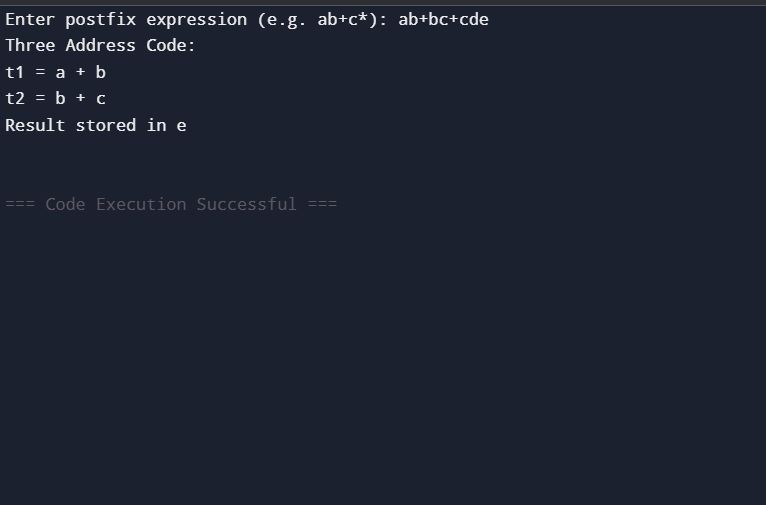 Enter postfix expression (e.g. ab+c*): ab+bc+cde
Three Address Code:
t1 = a + b
t2 = b + c
Result stored in e
=== Code Execution Successful ===